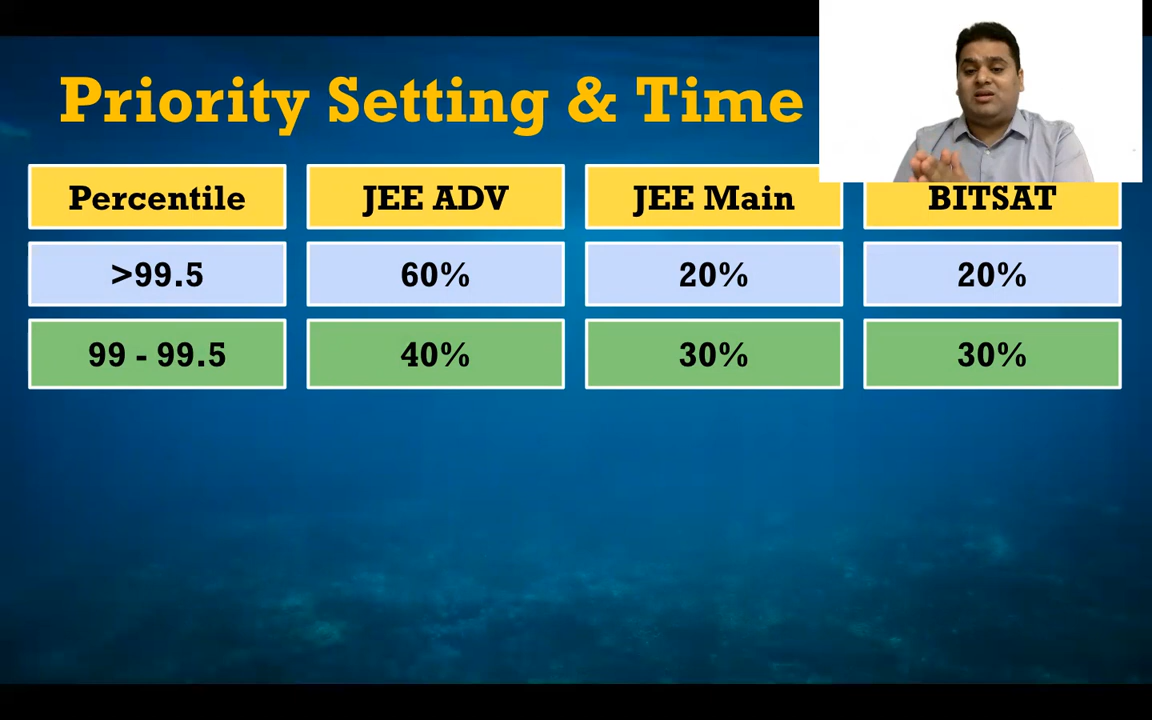 Priority Setting & Time
Percentile JEE ADV JEE Main BITSAT
>99.5 60% 20% 20%
99 - 99.5 40% 30% 30%